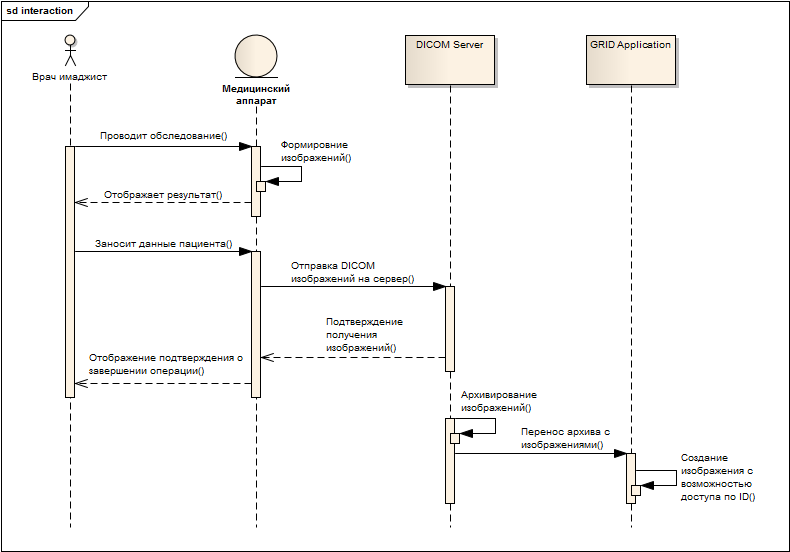 sd interaction
DICOM Server
GRID Application
Врач имаджист
Медицинский
аппарат
Проводит обследование()
Формировние
изображений()
Отображает результат()
Заносит данные пациента()
Отправка DICOM
изображений на сервер()
Подтверждение
получения
изображений()
Отображение подтверждения о
завершении операции()
Архивирование
изображений()
Перенос архива с
изображениями()
Создание
изображения с
возможностью
доступа по ID()